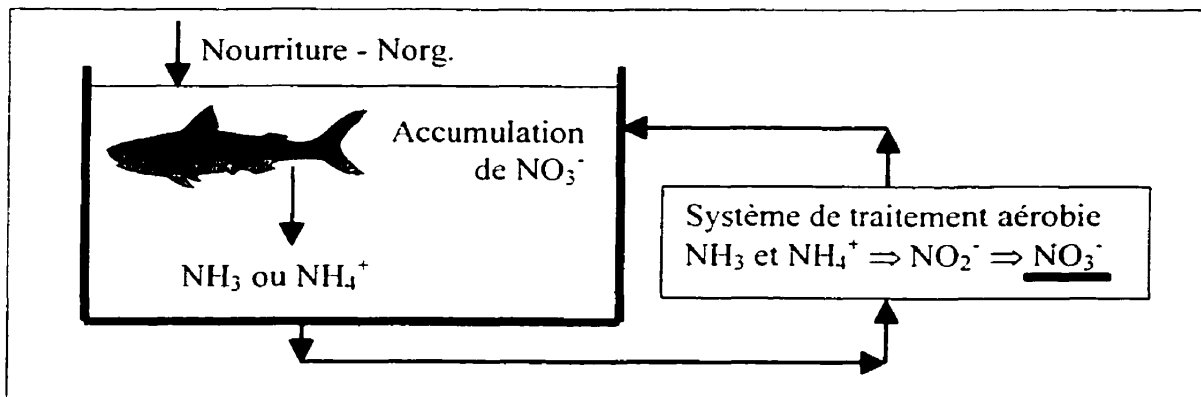 Nourriture - Norg.
Accumulation
de NO₃⁻
NH₃ ou NH₄⁺
Système de traitement aérobie
NH₃ et NH₄⁺ ⇒ NO₂⁻ ⇒ NO₃⁻